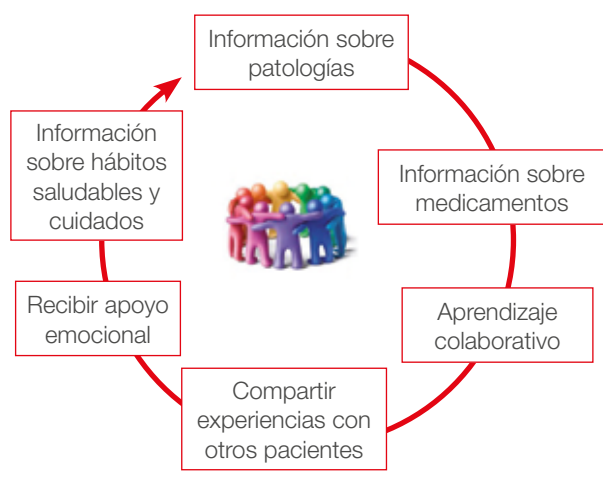 Información sobre
patologías
Información sobre
medicamentos
Aprendizaje
colaborativo
Compartir
experiencias con
otros pacientes
Recibir apoyo
emocional
Información
sobre hábitos
saludables y
cuidados